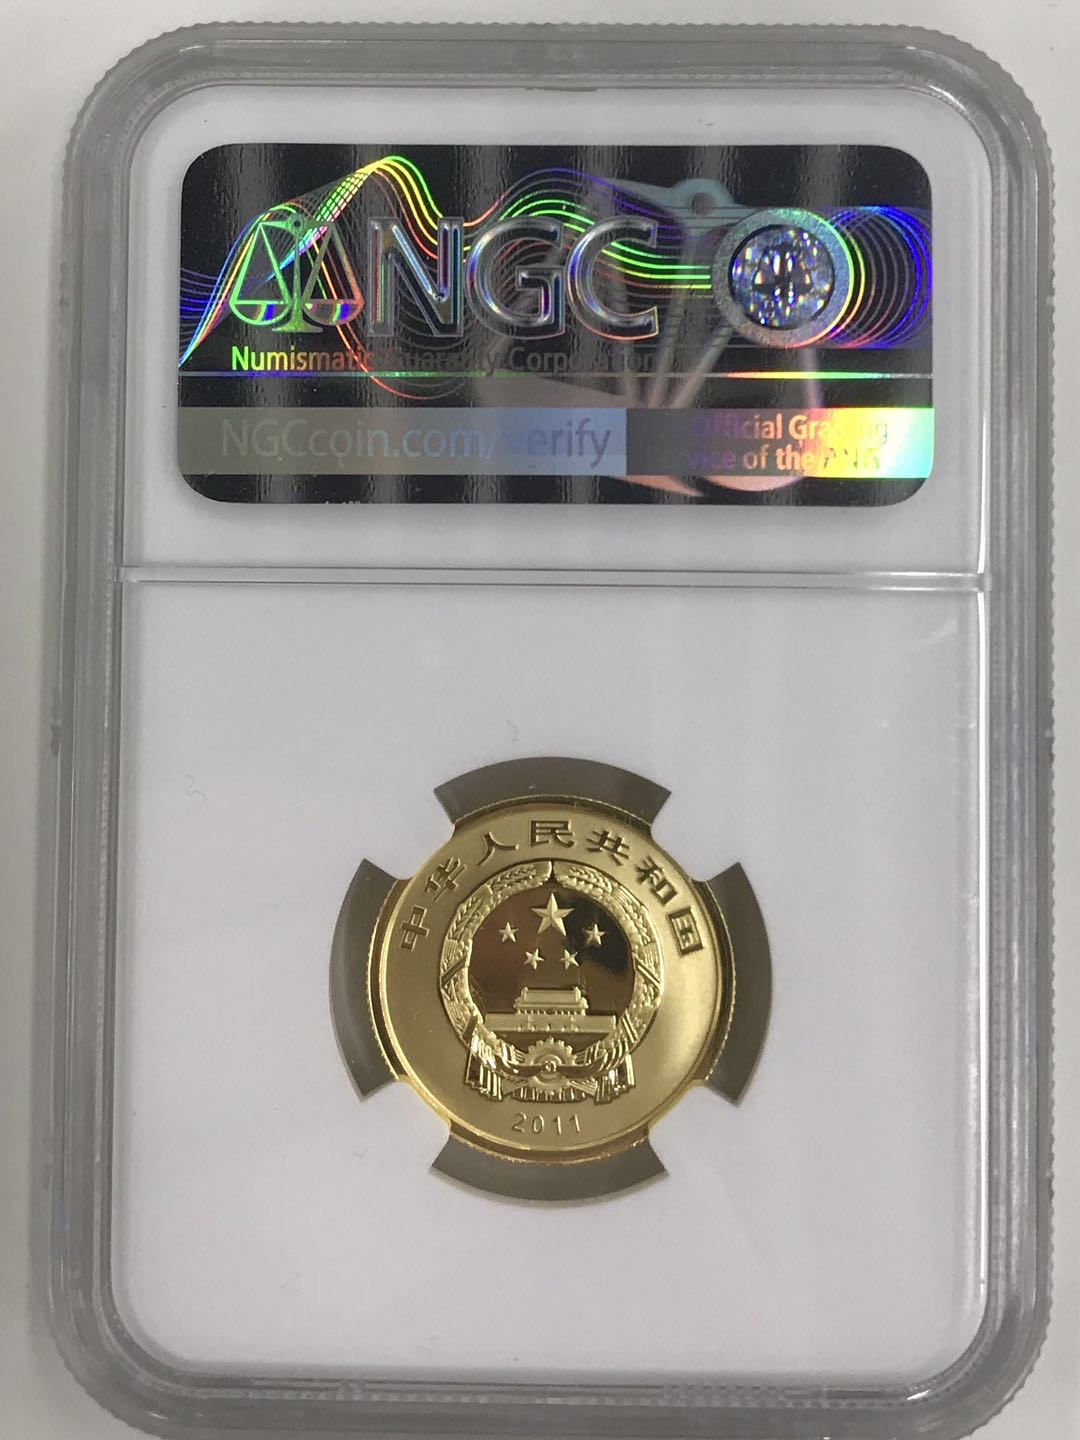 NGC
Numismatic Guaranty Corporation
NGCcoin.com/verify
Official Grading
Service of the PNG
中华人民共和国
2011